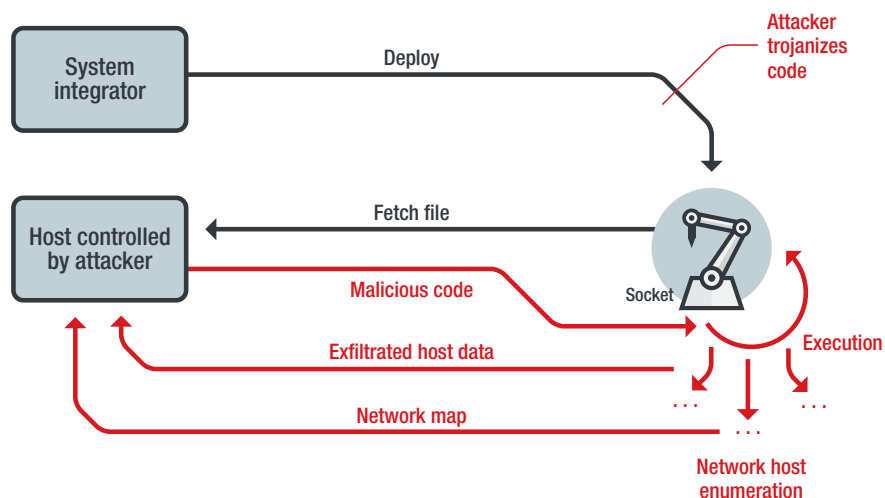 Attacker
trojanizes
code
Deploy
System
integrator
Fetch file
Host controlled
by attacker
Malicious code
Socket
Exfiltrated host data
Execution
. . .
. . .
Network map
. . .
Network host
enumeration